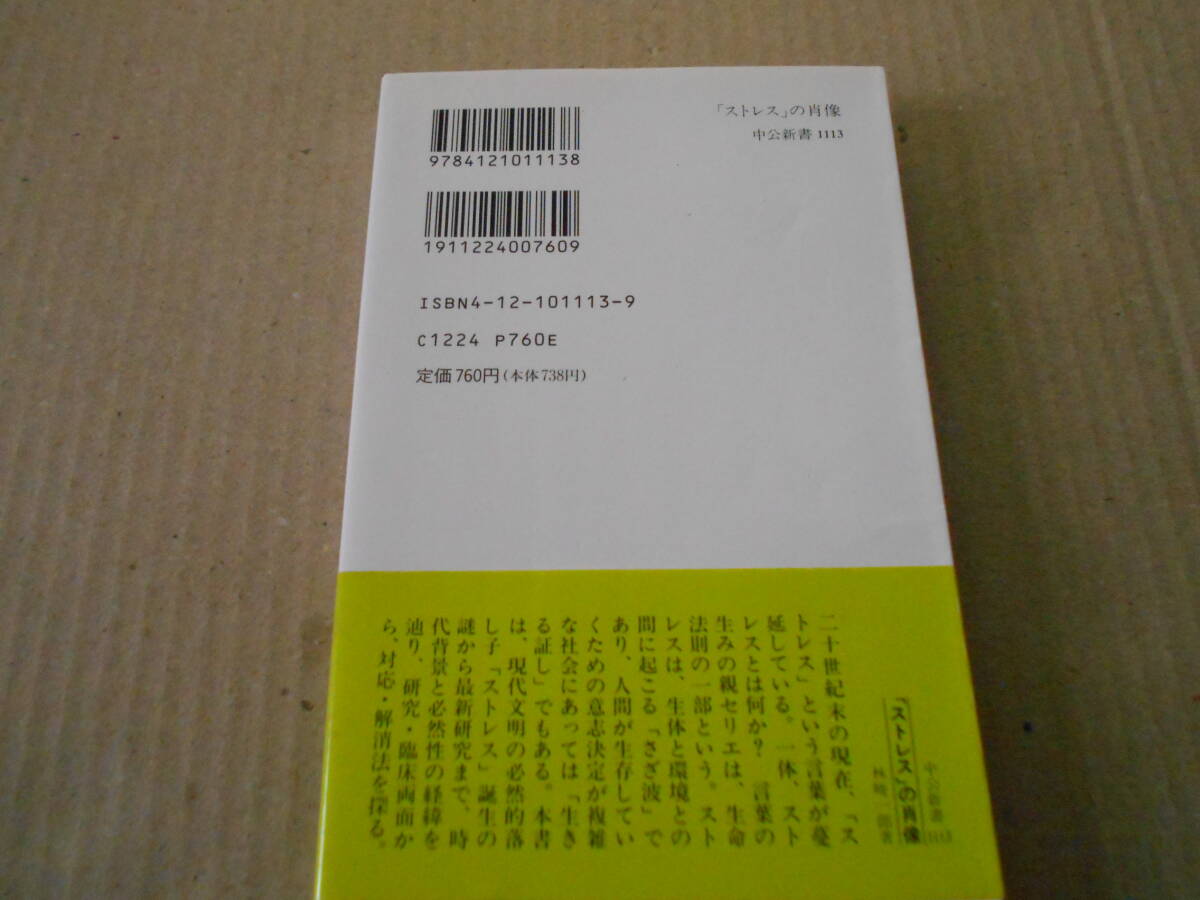 「ストレス」の肖像
中公新書 1113
9784121011138
1911224007609
ISBN4-12-101113-9
C1224 P760E
定価760円(本体738円)
中公新書
1113
「ストレス」の肖像
林
著
二十世紀末の現在、「ス
トレス」という言葉が蔓
延している。一体、スト
レスとは何か? 言葉の
生みの親セリエは、生命
法則の一部という。スト
レスは、生体と環境との
間に起こる「さざ波」で
あり、人間が生存してい
くための意志決定が複雑
な社会にあっては「生き
る証し」でもある。本書
は、現代文明の必然的落
し子「ストレス」誕生の
謎から最新研究まで、時
代背景と必然性の経緯を
辿り、研究・臨床両面か
ら、対応・解消法を探る。